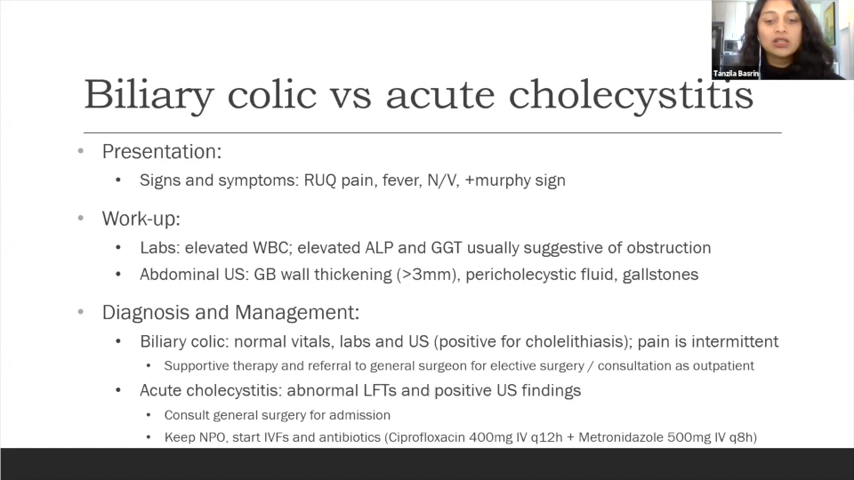 Tanzila Basrin
Biliary colic vs acute cholecystitis
• Presentation:
• Signs and symptoms: RUQ pain, fever, N/V, +murphy sign
• Work-up:
• Labs: elevated WBC; elevated ALP and GGT usually suggestive of obstruction
• Abdominal US: GB wall thickening (>3mm), pericholecystic fluid, gallstones
• Diagnosis and Management:
• Biliary colic: normal vitals, labs and US (positive for cholelithiasis); pain is intermittent
• Supportive therapy and referral to general surgeon for elective surgery / consultation as outpatient
• Acute cholecystitis: abnormal LFTs and positive US findings
• Consult general surgery for admission
• Keep NPO, start IVFs and antibiotics (Ciprofloxacin 400mg IV q12h + Metronidazole 500mg IV q8h)